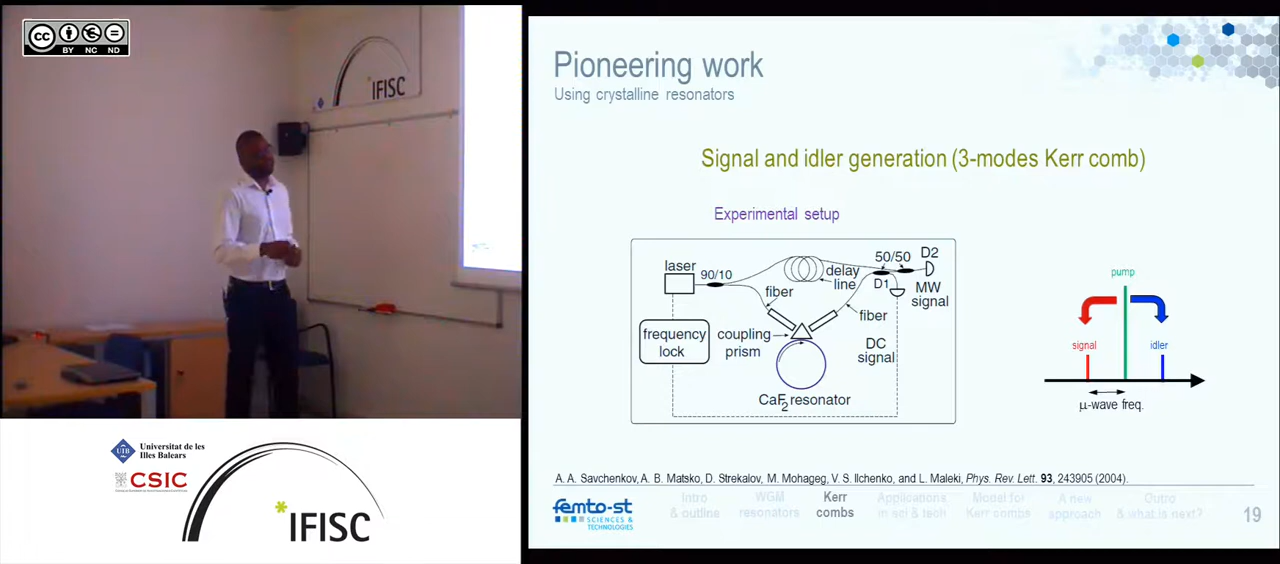 CC BY NC ND
IFISC
Universitat de les
Illes Balears
UIB
CSIC
IFISC
Pioneering work
Using crystalline resonators
Signal and idler generation (3-modes Kerr comb)
Experimental setup
laser
90/10
fiber
delay
line
50/50
D2
D1
MW
signal
frequency
lock
coupling
prism
fiber
DC
signal
CaF2 resonator
pump
signal
idler
µ-wave freq.
A. A. Savchenkov, A. B. Matsko, D. Strekalov, M. Mohageg, V. S. Ilchenko, and L. Maleki, Phys. Rev. Lett. 93, 243905 (2004).
femto-st
SCIENCES &
TECHNOLOGIES
Intro
& outline
WGM
resonators
Kerr
combs
Applications
in sci & tech
Model for
Kerr combs
A new
approach
Outro
& what is next?
19